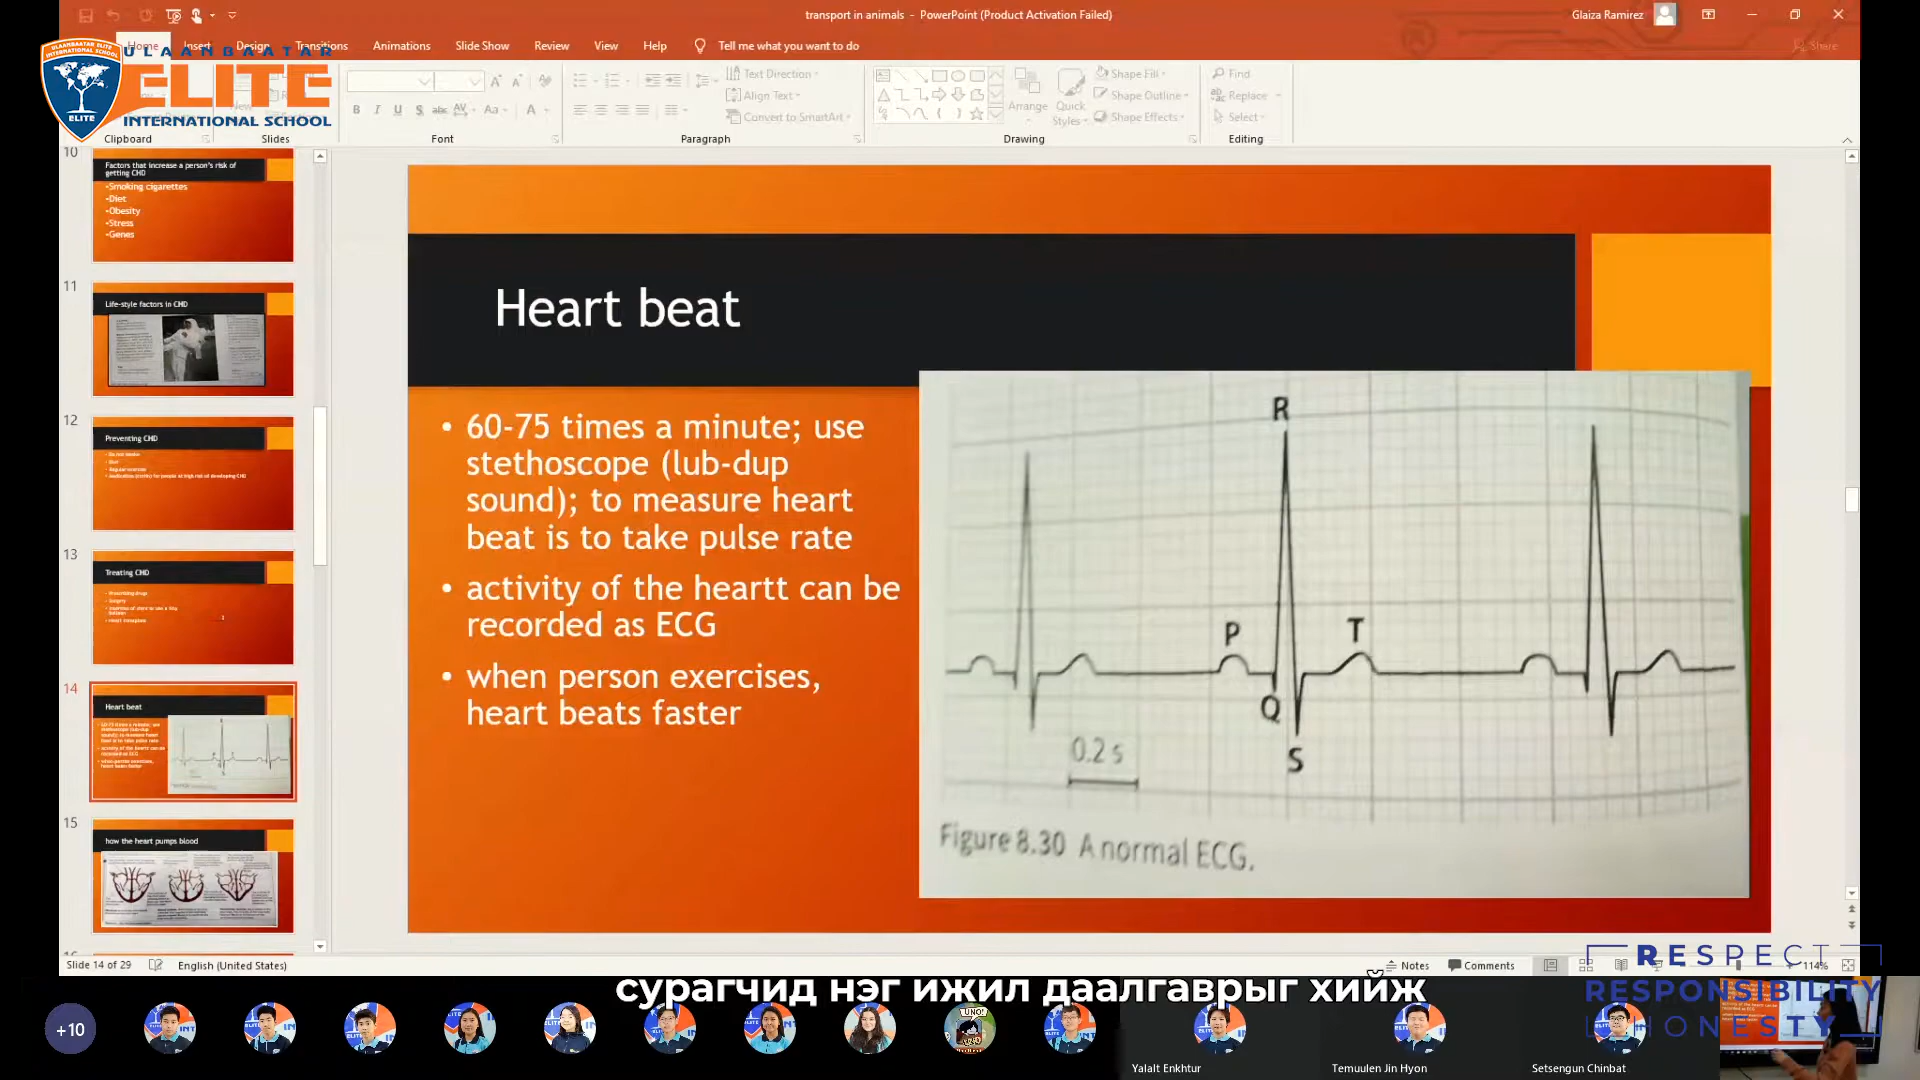 transport in animals - PowerPoint (Product Activation Failed)
Glaiza Ramirez
Home
Insert
Design
Transitions
Animations
Slide Show
Review
View
Help
Tell me what you want to do
Share
ULAANBAATAR
ELITE
INTERNATIONAL SCHOOL
ELITE
Text Direction
Align Text
Convert to SmartArt
Arrange
Quick
Styles
Shape Fill
Shape Outline
Shape Effects
Find
Replace
Select
Clipboard
Slides
Font
Paragraph
Drawing
Editing
10
Factors that increase a person's risk of
getting CHD
•Smoking cigarettes
•Diet
•Obesity
•Stress
•Genes
11
Life-style factors in CHD
12
Preventing CHD
13
Treating CHD
14
Heart beat
15
how the heart pumps blood
Heart beat
• 60-75 times a minute; use
stethoscope (lub-dup
sound); to measure heart
beat is to take pulse rate
• activity of the heartt can be
recorded as ECG
• when person exercises,
heart beats faster
R
P
T
Q
S
0.2 s
Figure 8.30 A normal ECG.
Slide 14 of 29
English (United States)
Notes
Comments
114%
RESPECT
RESPONSIBILITY
HONESTY
сурагчид нэг ижил даалгаврыг хийж
+10
Yalalt Enkhtur
Temuulen Jin Hyon
Setsengun Chinbat